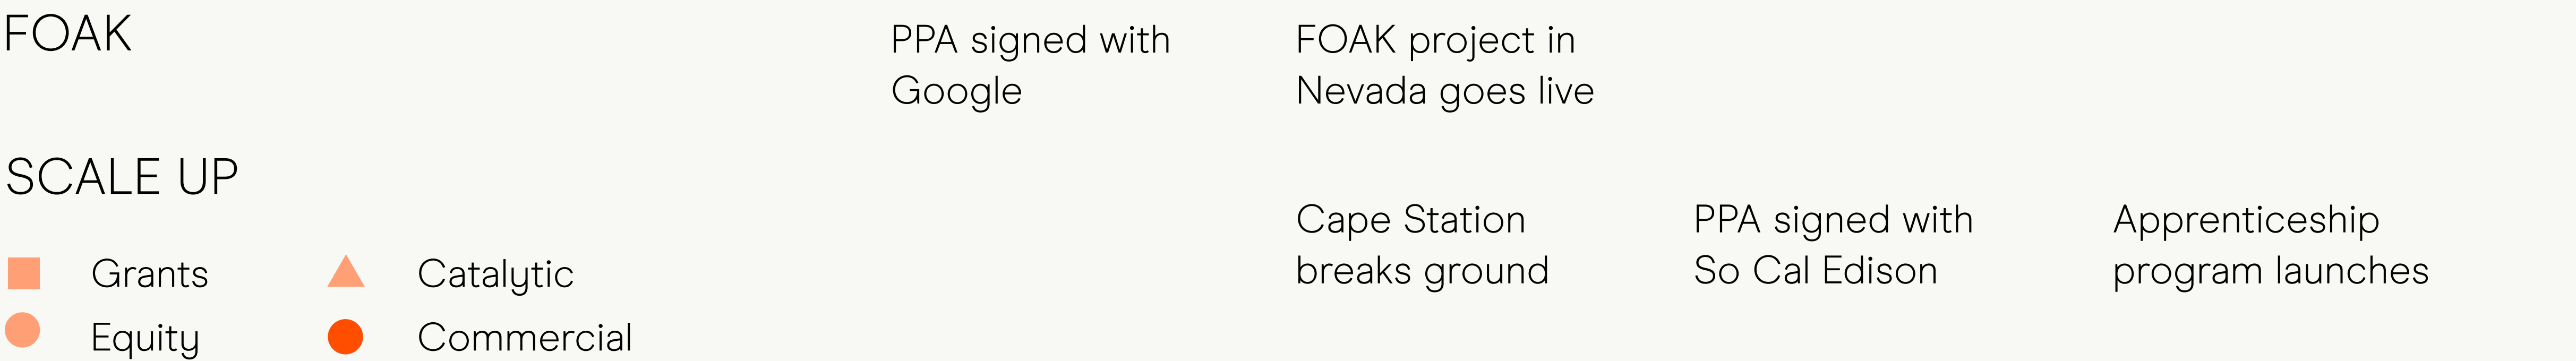 FOAK
PPA signed with
Google
FOAK project in
Nevada goes live
SCALE UP
Cape Station
breaks ground
PPA signed with
So Cal Edison
Apprenticeship
program launches
Grants
Catalytic
Equity
Commercial